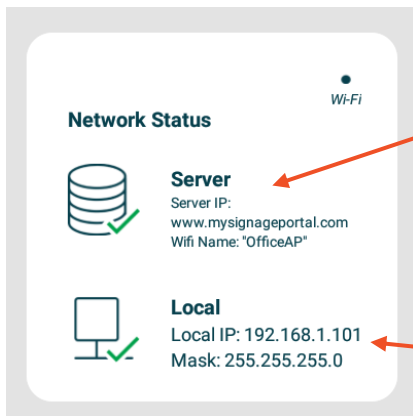 Wi-Fi
Network Status
Server
Server IP:
www.mysignageportal.com
Wifi Name: "OfficeAP"
Local
Local IP: 192.168.1.101
Mask: 255.255.255.0